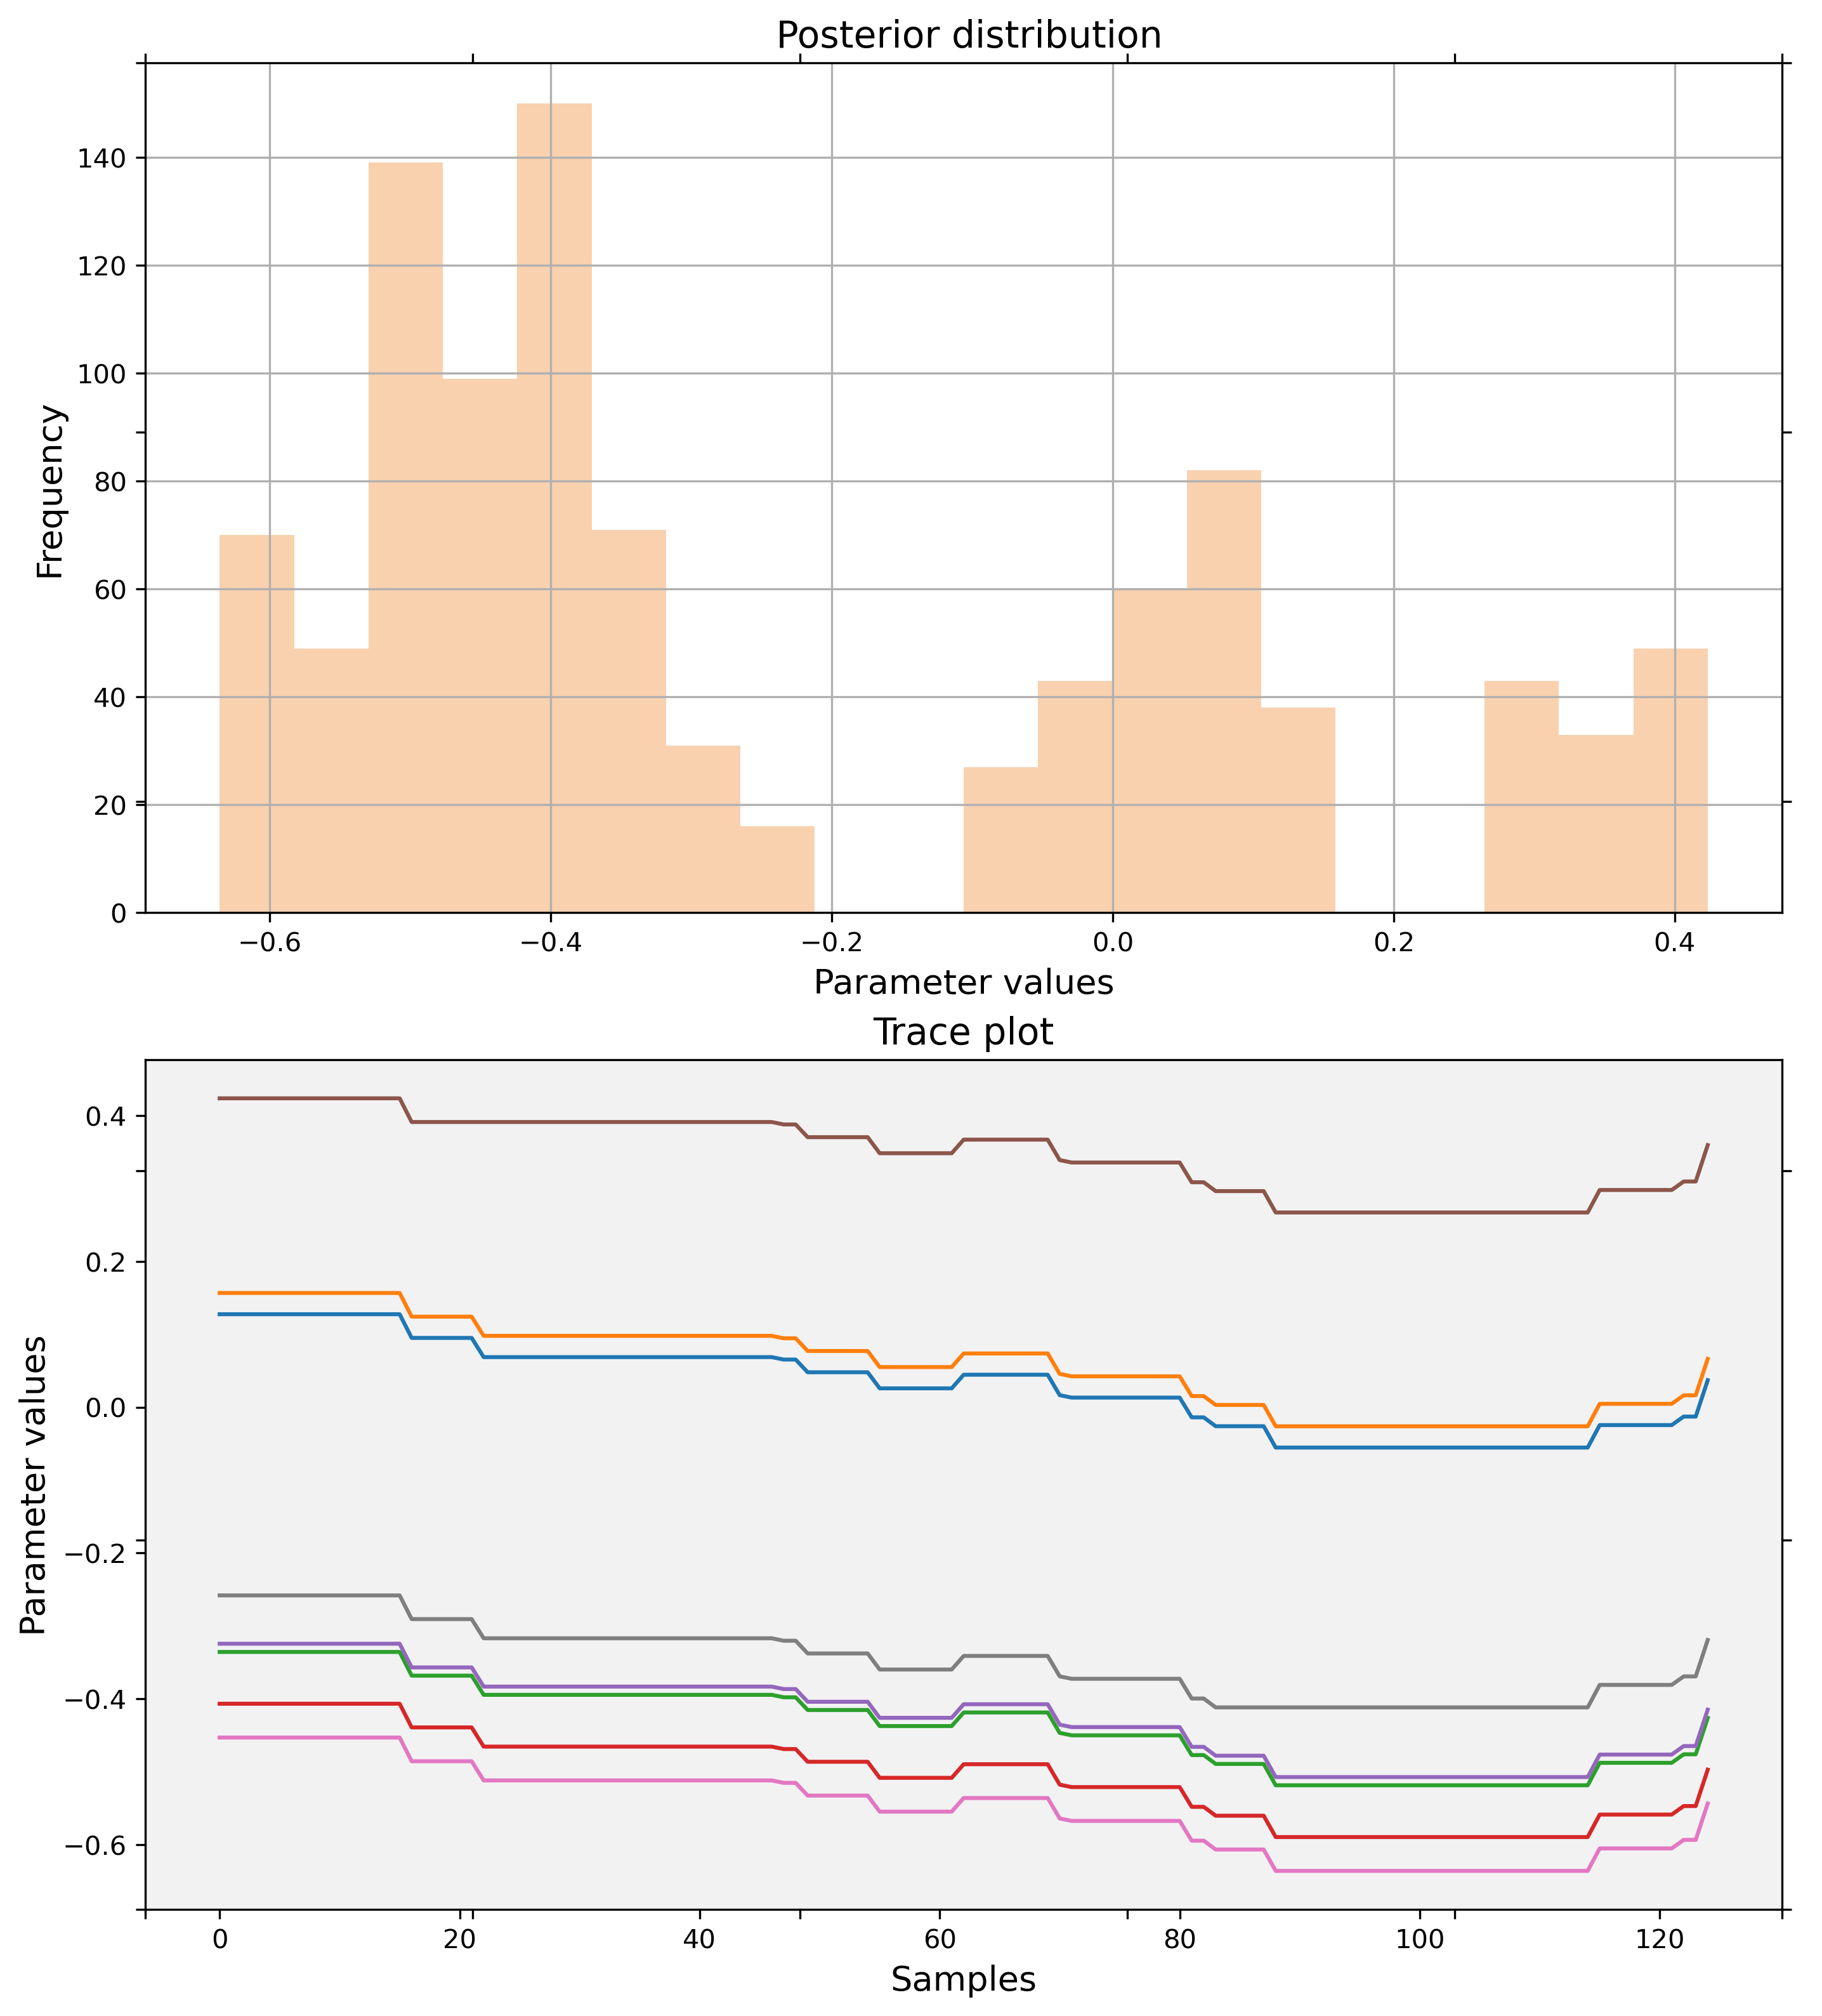 Posterior distribution
140
120
100
80
60
40
20
0
Frequency
−0.6 −0.4 −0.2 0.0 0.2 0.4
Parameter values
Trace plot
0.4
0.2
0.0
−0.2
−0.4
−0.6
Parameter values
0 20 40 60 80 100 120
Samples